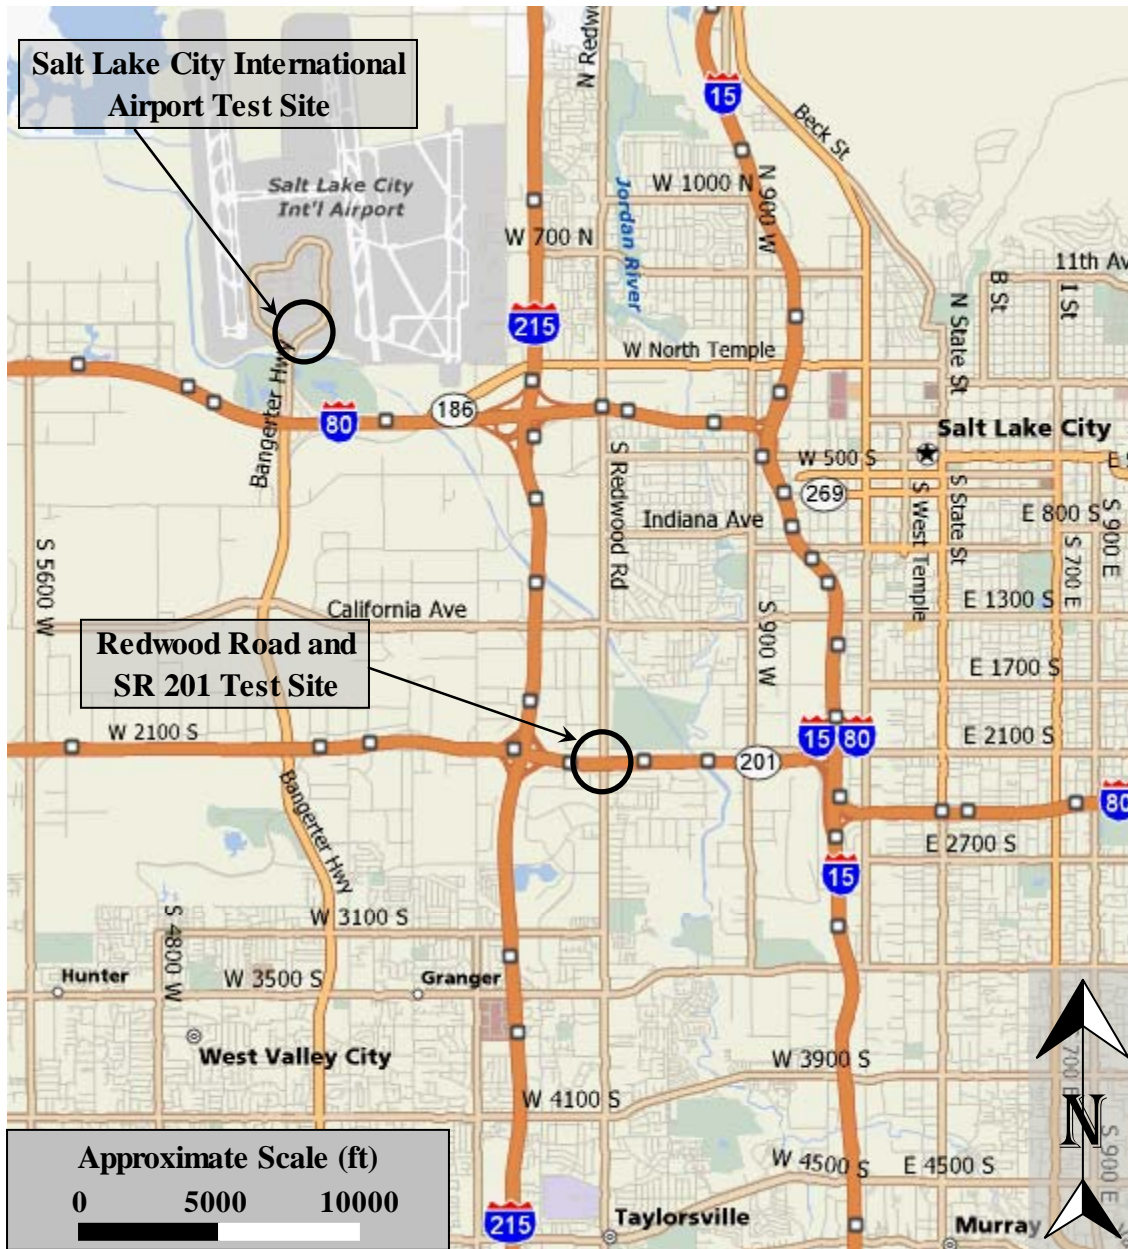 Salt Lake City International
Airport Test Site
N Redw
15
Beck St
Salt Lake City
Int'l Airport
W 1000 N
N 900 W
Jordan River
W 700 N
11th Av
B St
I St
N State St
215
W North Temple
Bangerter Hwy
80
186
Salt Lake City
W 500 S
E S
S Redwood Rd
269
Indiana Ave
S West Temple
S State St
E 800 S
S 900 E
S 700 E
S 5600 W
California Ave
E 1300 S
S 900 W
Redwood Road and
SR 201 Test Site
E 1700 S
W 2100 S
15
80
E 2100 S
201
Bangerter Hwy
80
E 2700 S
15
S 4800 W
W 3100 S
Hunter
W 3500 S
Granger
West Valley City
W 3900 S
700 E
W 4100 S
N
S 900 E
W 4500 S
E 4500 S
Approximate Scale (ft)
0 5000 10000
215
Taylorsville
Murray